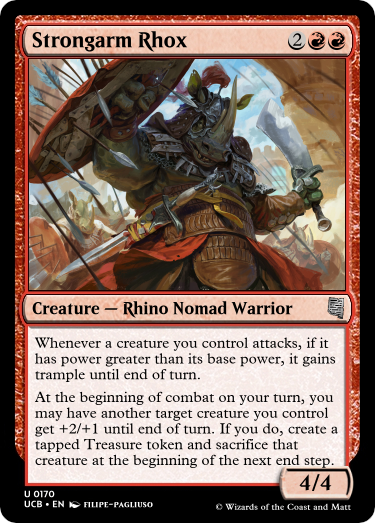 Strongarm Rhox 2
Creature — Rhino Nomad Warrior
Whenever a creature you control attacks, if it
has power greater than its base power, it gains
trample until end of turn.
At the beginning of combat on your turn, you
may have another target creature you control
get +2/+1 until end of turn. If you do, create a
tapped Treasure token and sacrifice that
creature at the beginning of the next end step.
4/4
U 0170
UCB • EN FILIPE-PAGLIUSO
© Wizards of the Coast and Matt